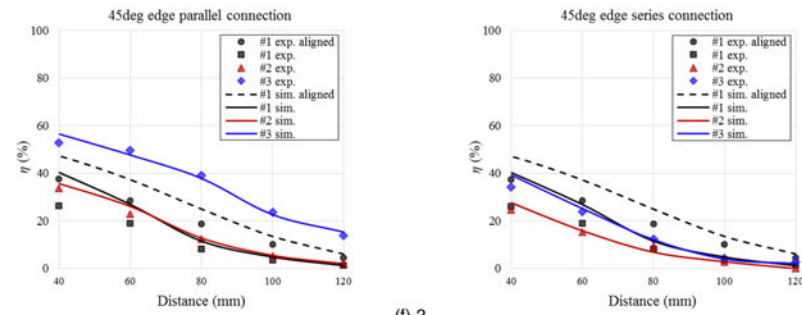 45deg edge parallel connection
100
80
60
40
20
0
η (%)
#1 exp. aligned
#1 exp.
#2 exp.
#3 exp.
#1 sim. aligned
#1 sim.
#2 sim.
#3 sim.
40 60 80 100 120
Distance (mm)
45deg edge series connection
100
80
60
40
20
0
η (%)
#1 exp. aligned
#1 exp.
#2 exp.
#3 exp.
#1 sim. aligned
#1 sim.
#2 sim.
#3 sim.
40 60 80 100 120
Distance (mm)